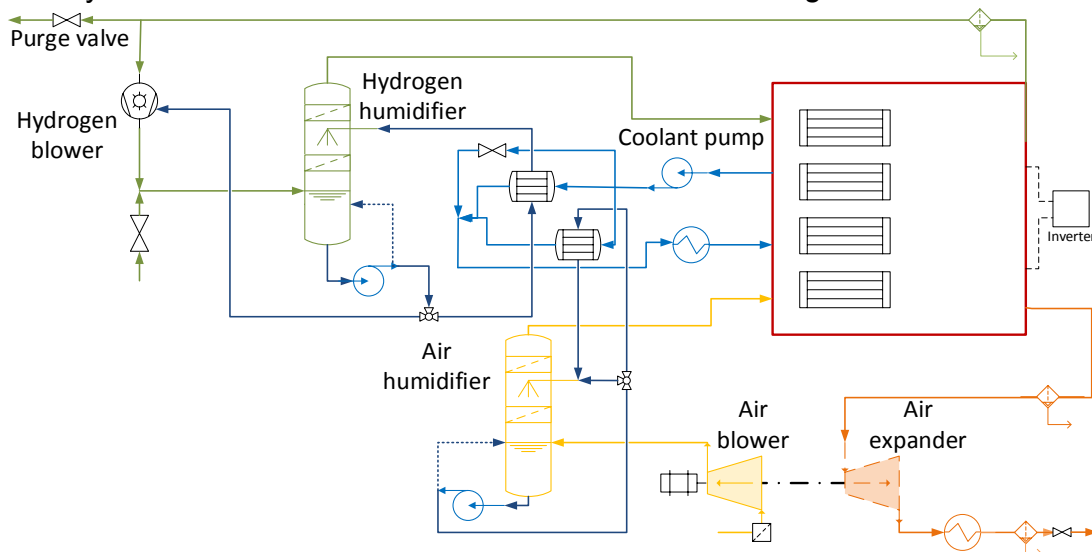 Purge valve
Hydrogen
humidifier
Hydrogen
blower
Coolant pump
Inverter
Air
humidifier
Air
blower
Air
expander